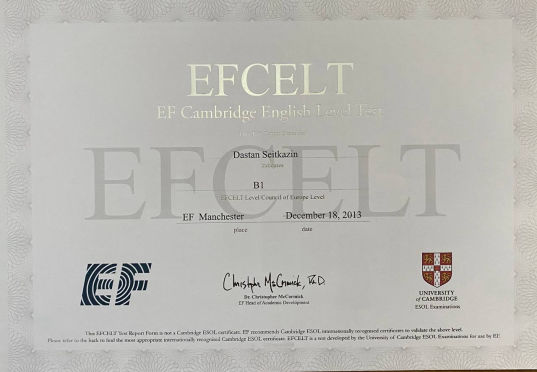 EFCELT
EF Cambridge English Level Test
Dastan Seitkazin
B1
EFCELT Level/Council of Europe Level
EF Manchester December 18, 2013
place date
EFCELT
EF
Christopher McCormick, Ph.D.
Dr. Christopher McCormick
EF Head of Academic Development
UNIVERSITY
of CAMBRIDGE
ESOL Examinations
This EFCELT Test Report Form is not a Cambridge ESOL certificate. EF recommends Cambridge ESOL internationally recognised certificates to validate the above level.
Please refer to the back to find the most appropriate internationally recognised Cambridge ESOL certificate. EFCELT is a test developed by the University of Cambridge ESOL Examinations for use by EF.